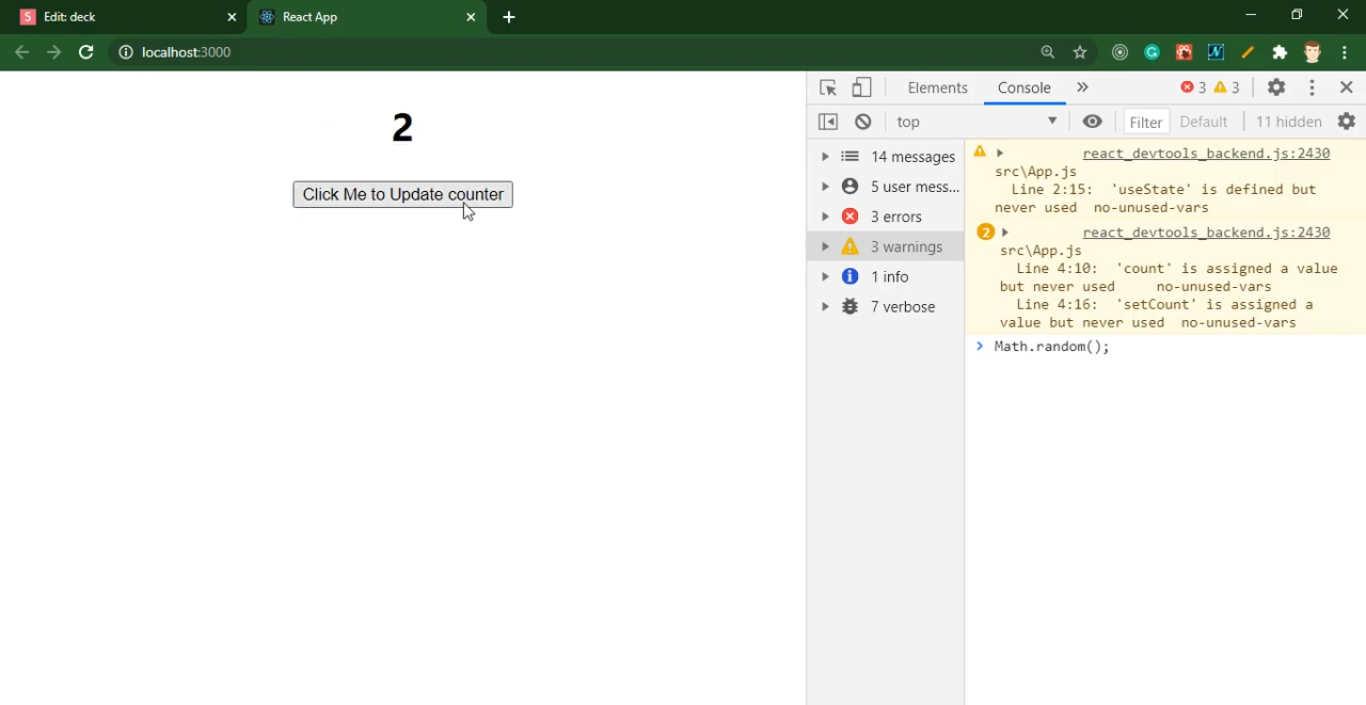 Edit: deck
React App
localhost:3000
2
Click Me to Update counter
Elements
Console
3
3
top
Filter
Default
11 hidden
14 messages
5 user mess...
3 errors
3 warnings
1 info
7 verbose
react_devtools_backend.js:2430
src\App.js
Line 2:15: 'useState' is defined but
never used no-unused-vars
2
react_devtools_backend.js:2430
src\App.js
Line 4:10: 'count' is assigned a value
but never used no-unused-vars
Line 4:16: 'setCount' is assigned a
value but never used no-unused-vars
Math.random();